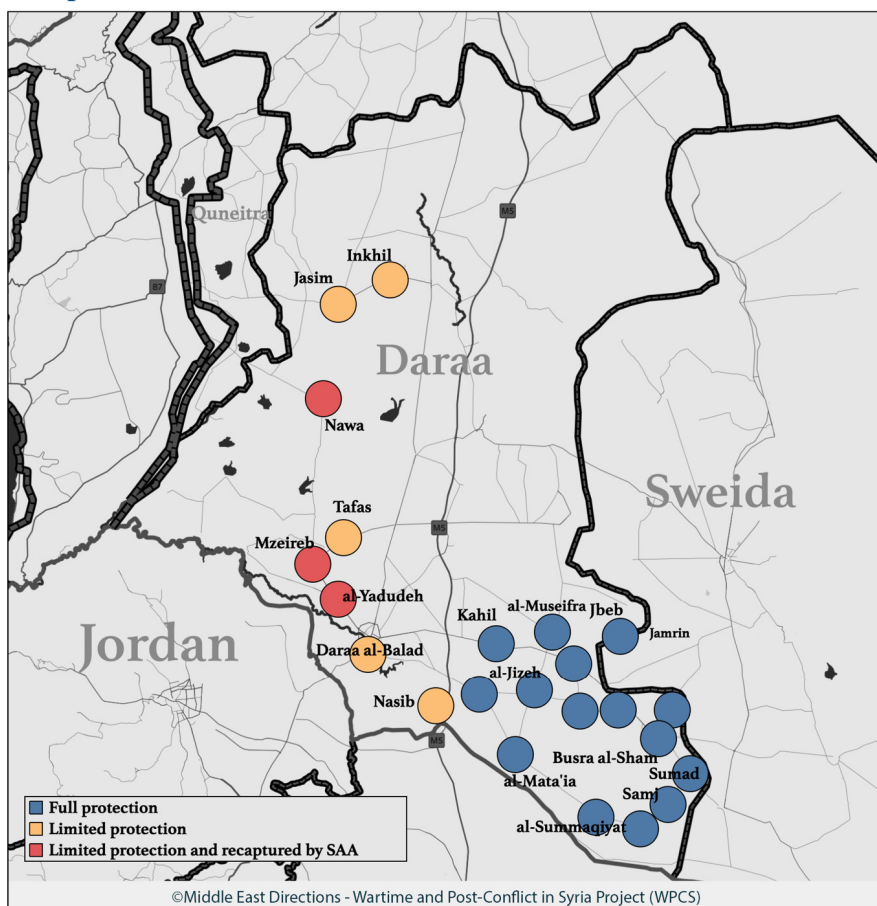 Quneitra
M5
Inkhil
Jasim
B7
Daraa
Nawa
Sweida
Tafas
M5
Mzeireb
al-Yadudeh
al-Museifra
Jbeb
Kahil
Jamrin
Jordan
Daraa al-Balad
al-Jizeh
Nasib
M5
Busra al-Sham
Sumad
al-Mata'ia
Samj
al-Summaqiyat
Full protection
Limited protection
Limited protection and recaptured by SAA
©Middle East Directions - Wartime and Post-Conflict in Syria Project (WPCS)